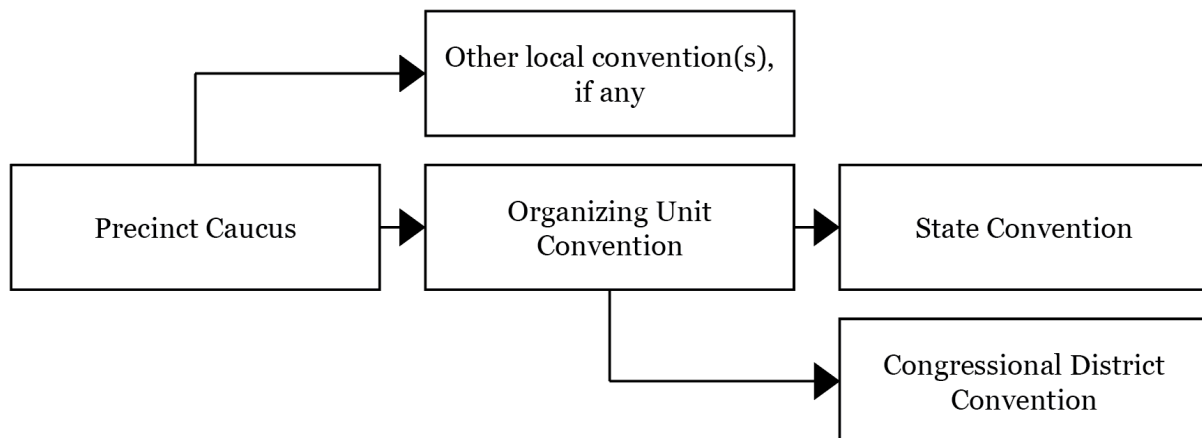 Other local convention(s),
if any
Precinct Caucus
Organizing Unit
Convention
State Convention
Congressional District
Convention